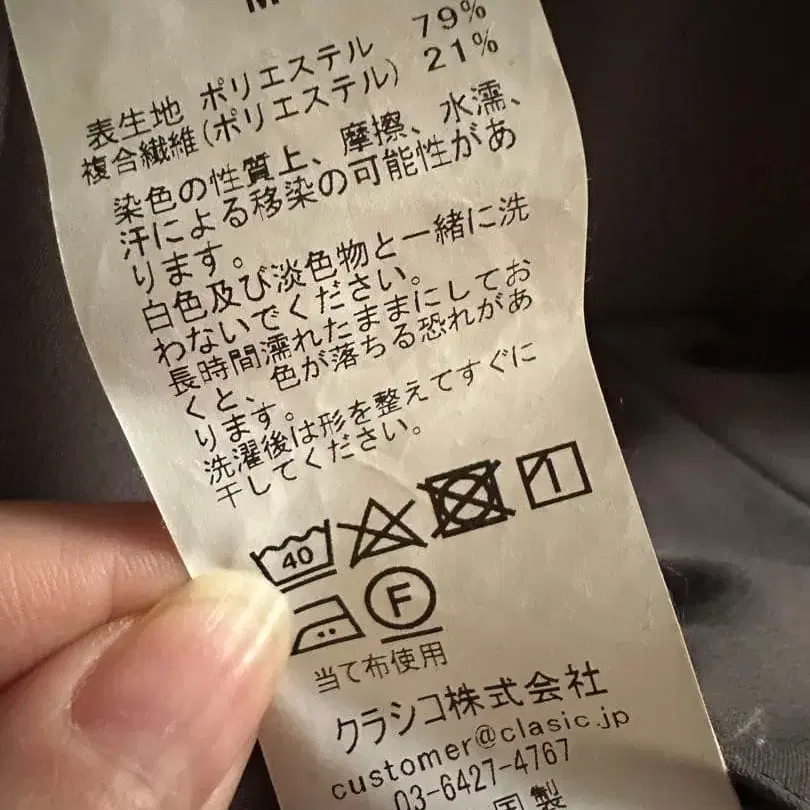 M
表生地 ポリエステル 79%
複合繊維(ポリエステル) 21%
染色の性質上、摩擦、水濡、
汗による移染の可能性があ
ります。
白色及び淡色物と一緒に洗
わないでください。
長時間濡れたままにしてお
くと、色が落ちる恐れがあ
ります。
洗濯後は形を整えてすぐに
干してください。
40
F
当て布使用
クラシコ株式会社
customer@clasic.jp
03-6427-4767
国製